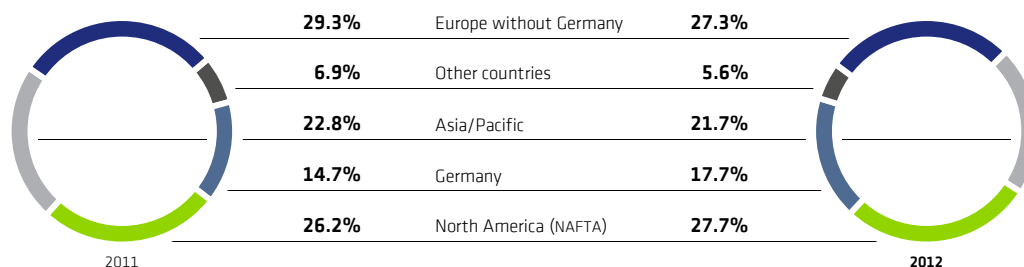 29.3% Europe without Germany 27.3%
6.9% Other countries 5.6%
22.8% Asia/Pacific 21.7%
14.7% Germany 17.7%
26.2% North America (NAFTA) 27.7%
2011 2012